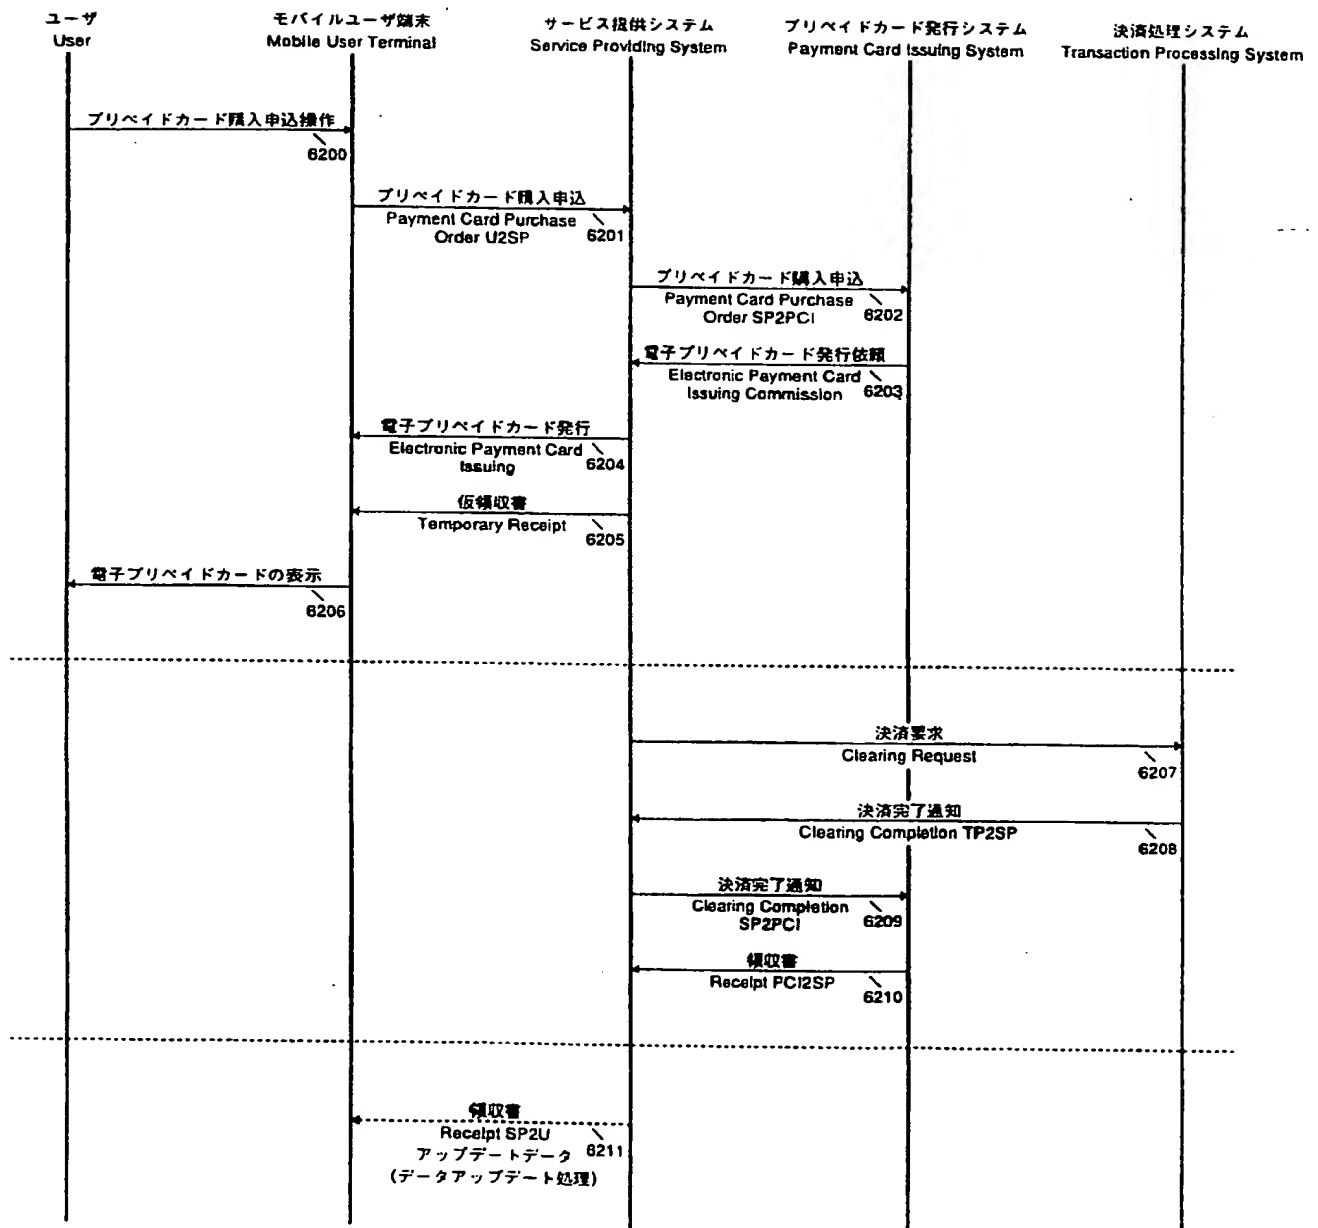 ユーザ
User
モバイルユーザ端末
Mobile User Terminal
サービス提供システム
Service Providing System
プリペイドカード発行システム
Payment Card Issuing System
決済処理システム
Transaction Processing System
プリペイドカード購入申込操作
6200
プリペイドカード購入申込
Payment Card Purchase
Order U2SP
6201
プリペイドカード購入申込
Payment Card Purchase
Order SP2PCI
6202
電子プリペイドカード発行依頼
Electronic Payment Card
Issuing Commission
6203
電子プリペイドカード発行
Electronic Payment Card
Issuing
6204
仮領収書
Temporary Receipt
6205
電子プリペイドカードの表示
6206
決済要求
Clearing Request
6207
決済完了通知
Clearing Completion TP2SP
6208
決済完了通知
Clearing Completion
SP2PCI
6209
領収書
Receipt PCI2SP
6210
領収書
Receipt SP2U
6211
アップデートデータ
(データアップデート処理)